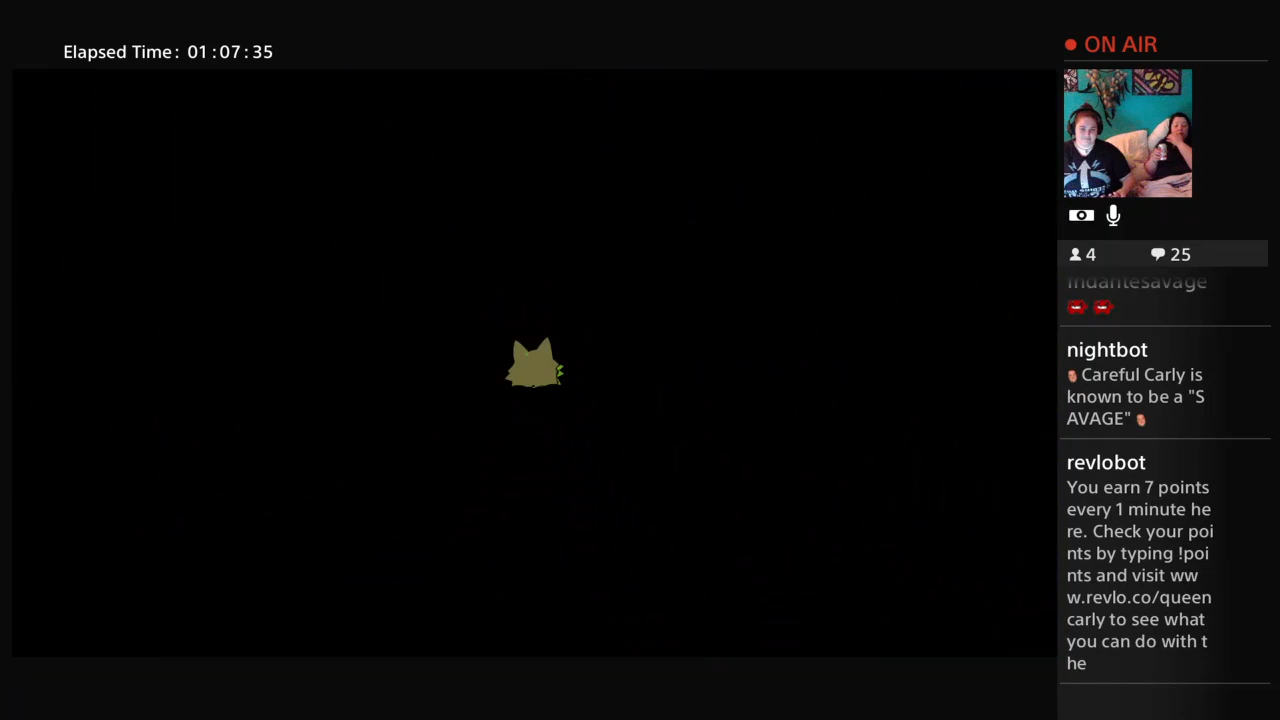 Elapsed Time: 01:07:35
ON AIR
4 25
mdantesavage
nightbot
Careful Carly is
known to be a "S
AVAGE"
revlobot
You earn 7 points
every 1 minute he
re. Check your poi
nts by typing !poi
nts and visit ww
w.revlo.co/queen
carly to see what
you can do with t
he